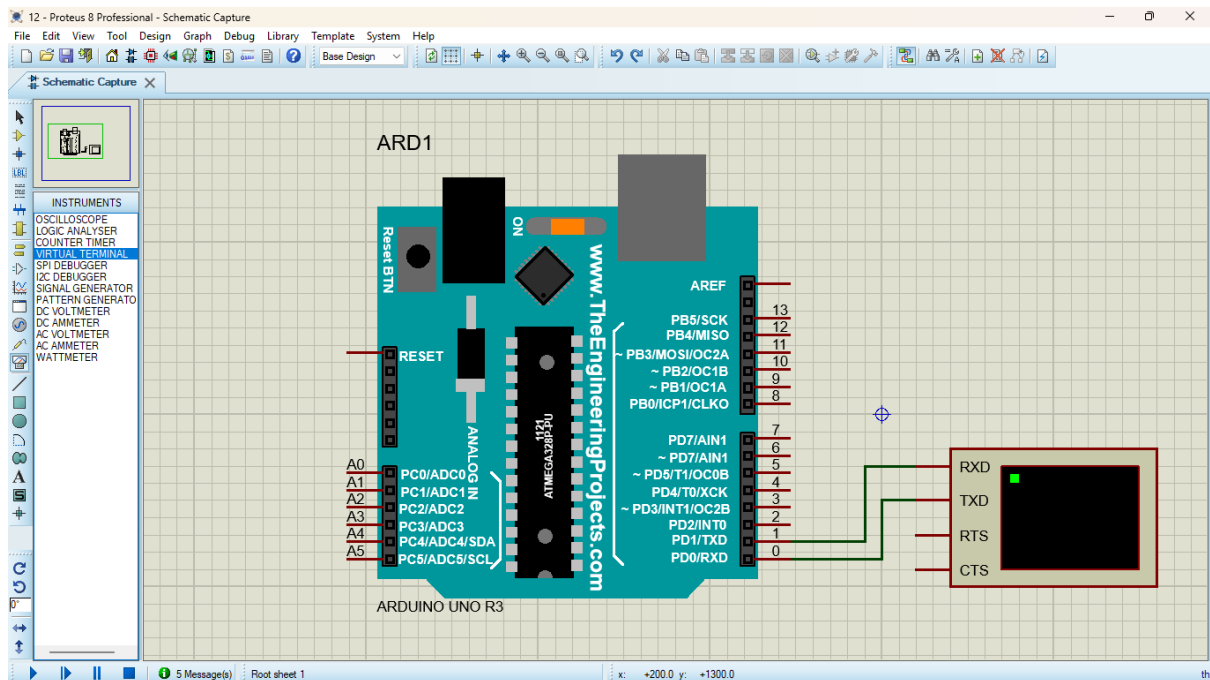 12 - Proteus 8 Professional - Schematic Capture
File Edit View Tool Design Graph Debug Library Template System Help
Base Design
Schematic Capture
INSTRUMENTS
OSCILLOSCOPE
LOGIC ANALYSER
COUNTER TIMER
VIRTUAL TERMINAL
SPI DEBUGGER
I2C DEBUGGER
SIGNAL GENERATOR
PATTERN GENERATO
DC VOLTMETER
DC AMMETER
AC VOLTMETER
AC AMMETER
WATTMETER
LBL
A
S
0°
ARD1
ON
Reset BTN
www.TheEngineeringProjects.com
RESET
ANALOG IN
1121
ATMEGA328P-PU
A0 PC0/ADC0
A1 PC1/ADC1
A2 PC2/ADC2
A3 PC3/ADC3
A4 PC4/ADC4/SDA
A5 PC5/ADC5/SCL
AREF
PB5/SCK 13
PB4/MISO 12
~ PB3/MOSI/OC2A 11
~ PB2/OC1B 10
~ PB1/OC1A 9
PB0/ICP1/CLKO 8
PD7/AIN1 7
~ PD7/AIN1 6
~ PD5/T1/OC0B 5
PD4/T0/XCK 4
~ PD3/INT1/OC2B 3
PD2/INT0 2
PD1/TXD 1
PD0/RXD 0
ARDUINO UNO R3
RXD
TXD
RTS
CTS
5 Message(s) Root sheet 1 x: +200.0 y: +1300.0 th